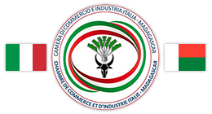 CAMERA DI COMMERCIO E INDUSTRIA ITALIA - MADAGASCAR
CHAMBRE DE COMMERCE ET D'INDUSTRIE ITALIE - MADAGASCAR